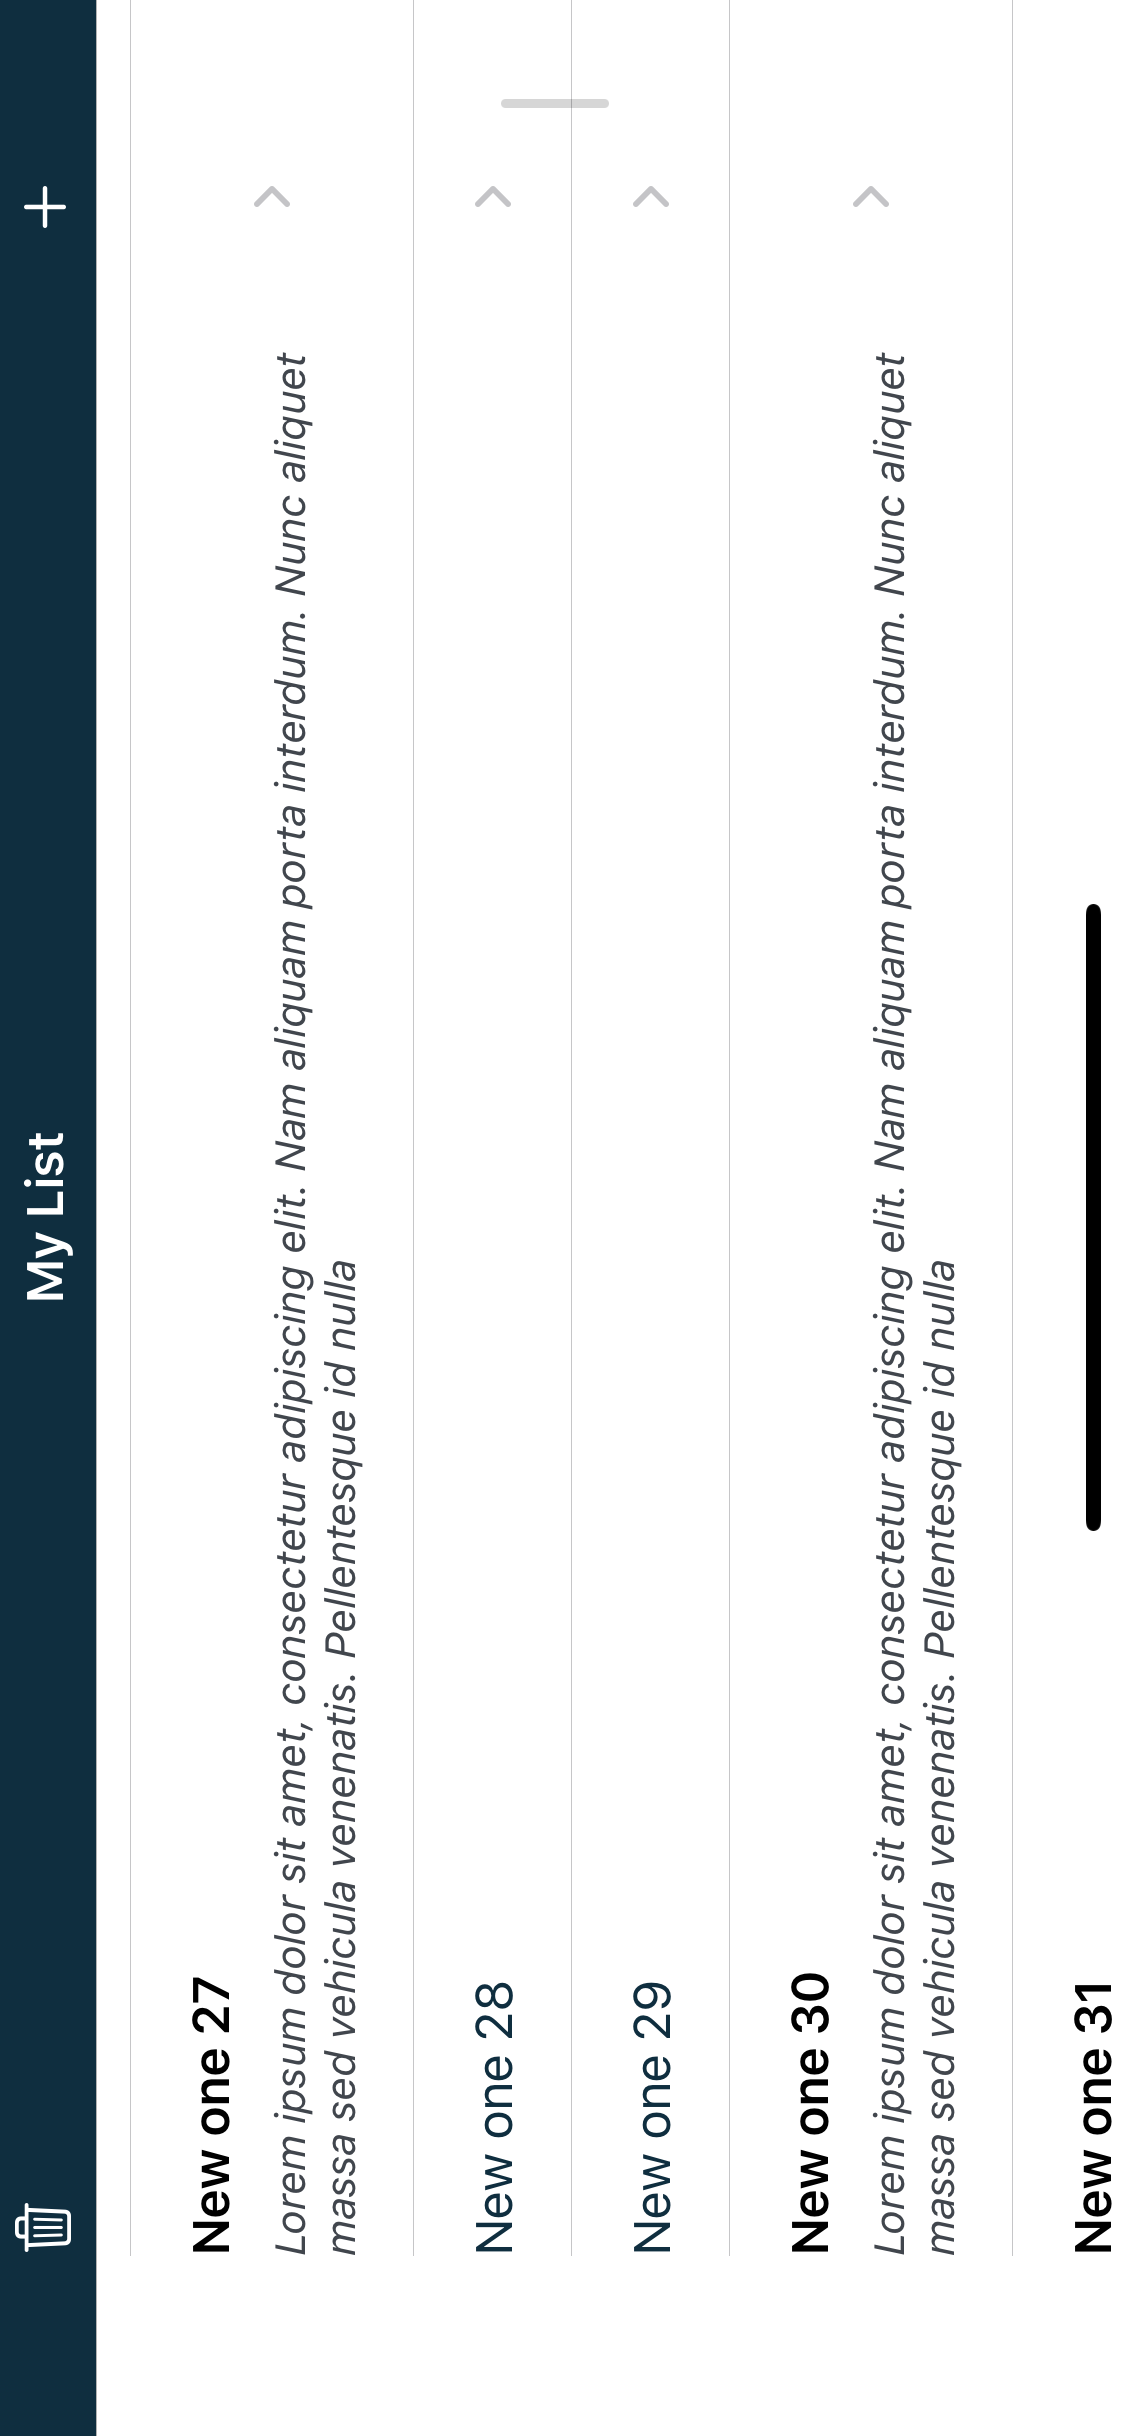 My List
New one 27
Lorem ipsum dolor sit amet, consectetur adipiscing elit. Nam aliquam porta interdum. Nunc aliquet
massa sed vehicula venenatis. Pellentesque id nulla
New one 28
New one 29
New one 30
Lorem ipsum dolor sit amet, consectetur adipiscing elit. Nam aliquam porta interdum. Nunc aliquet
massa sed vehicula venenatis. Pellentesque id nulla
New one 31